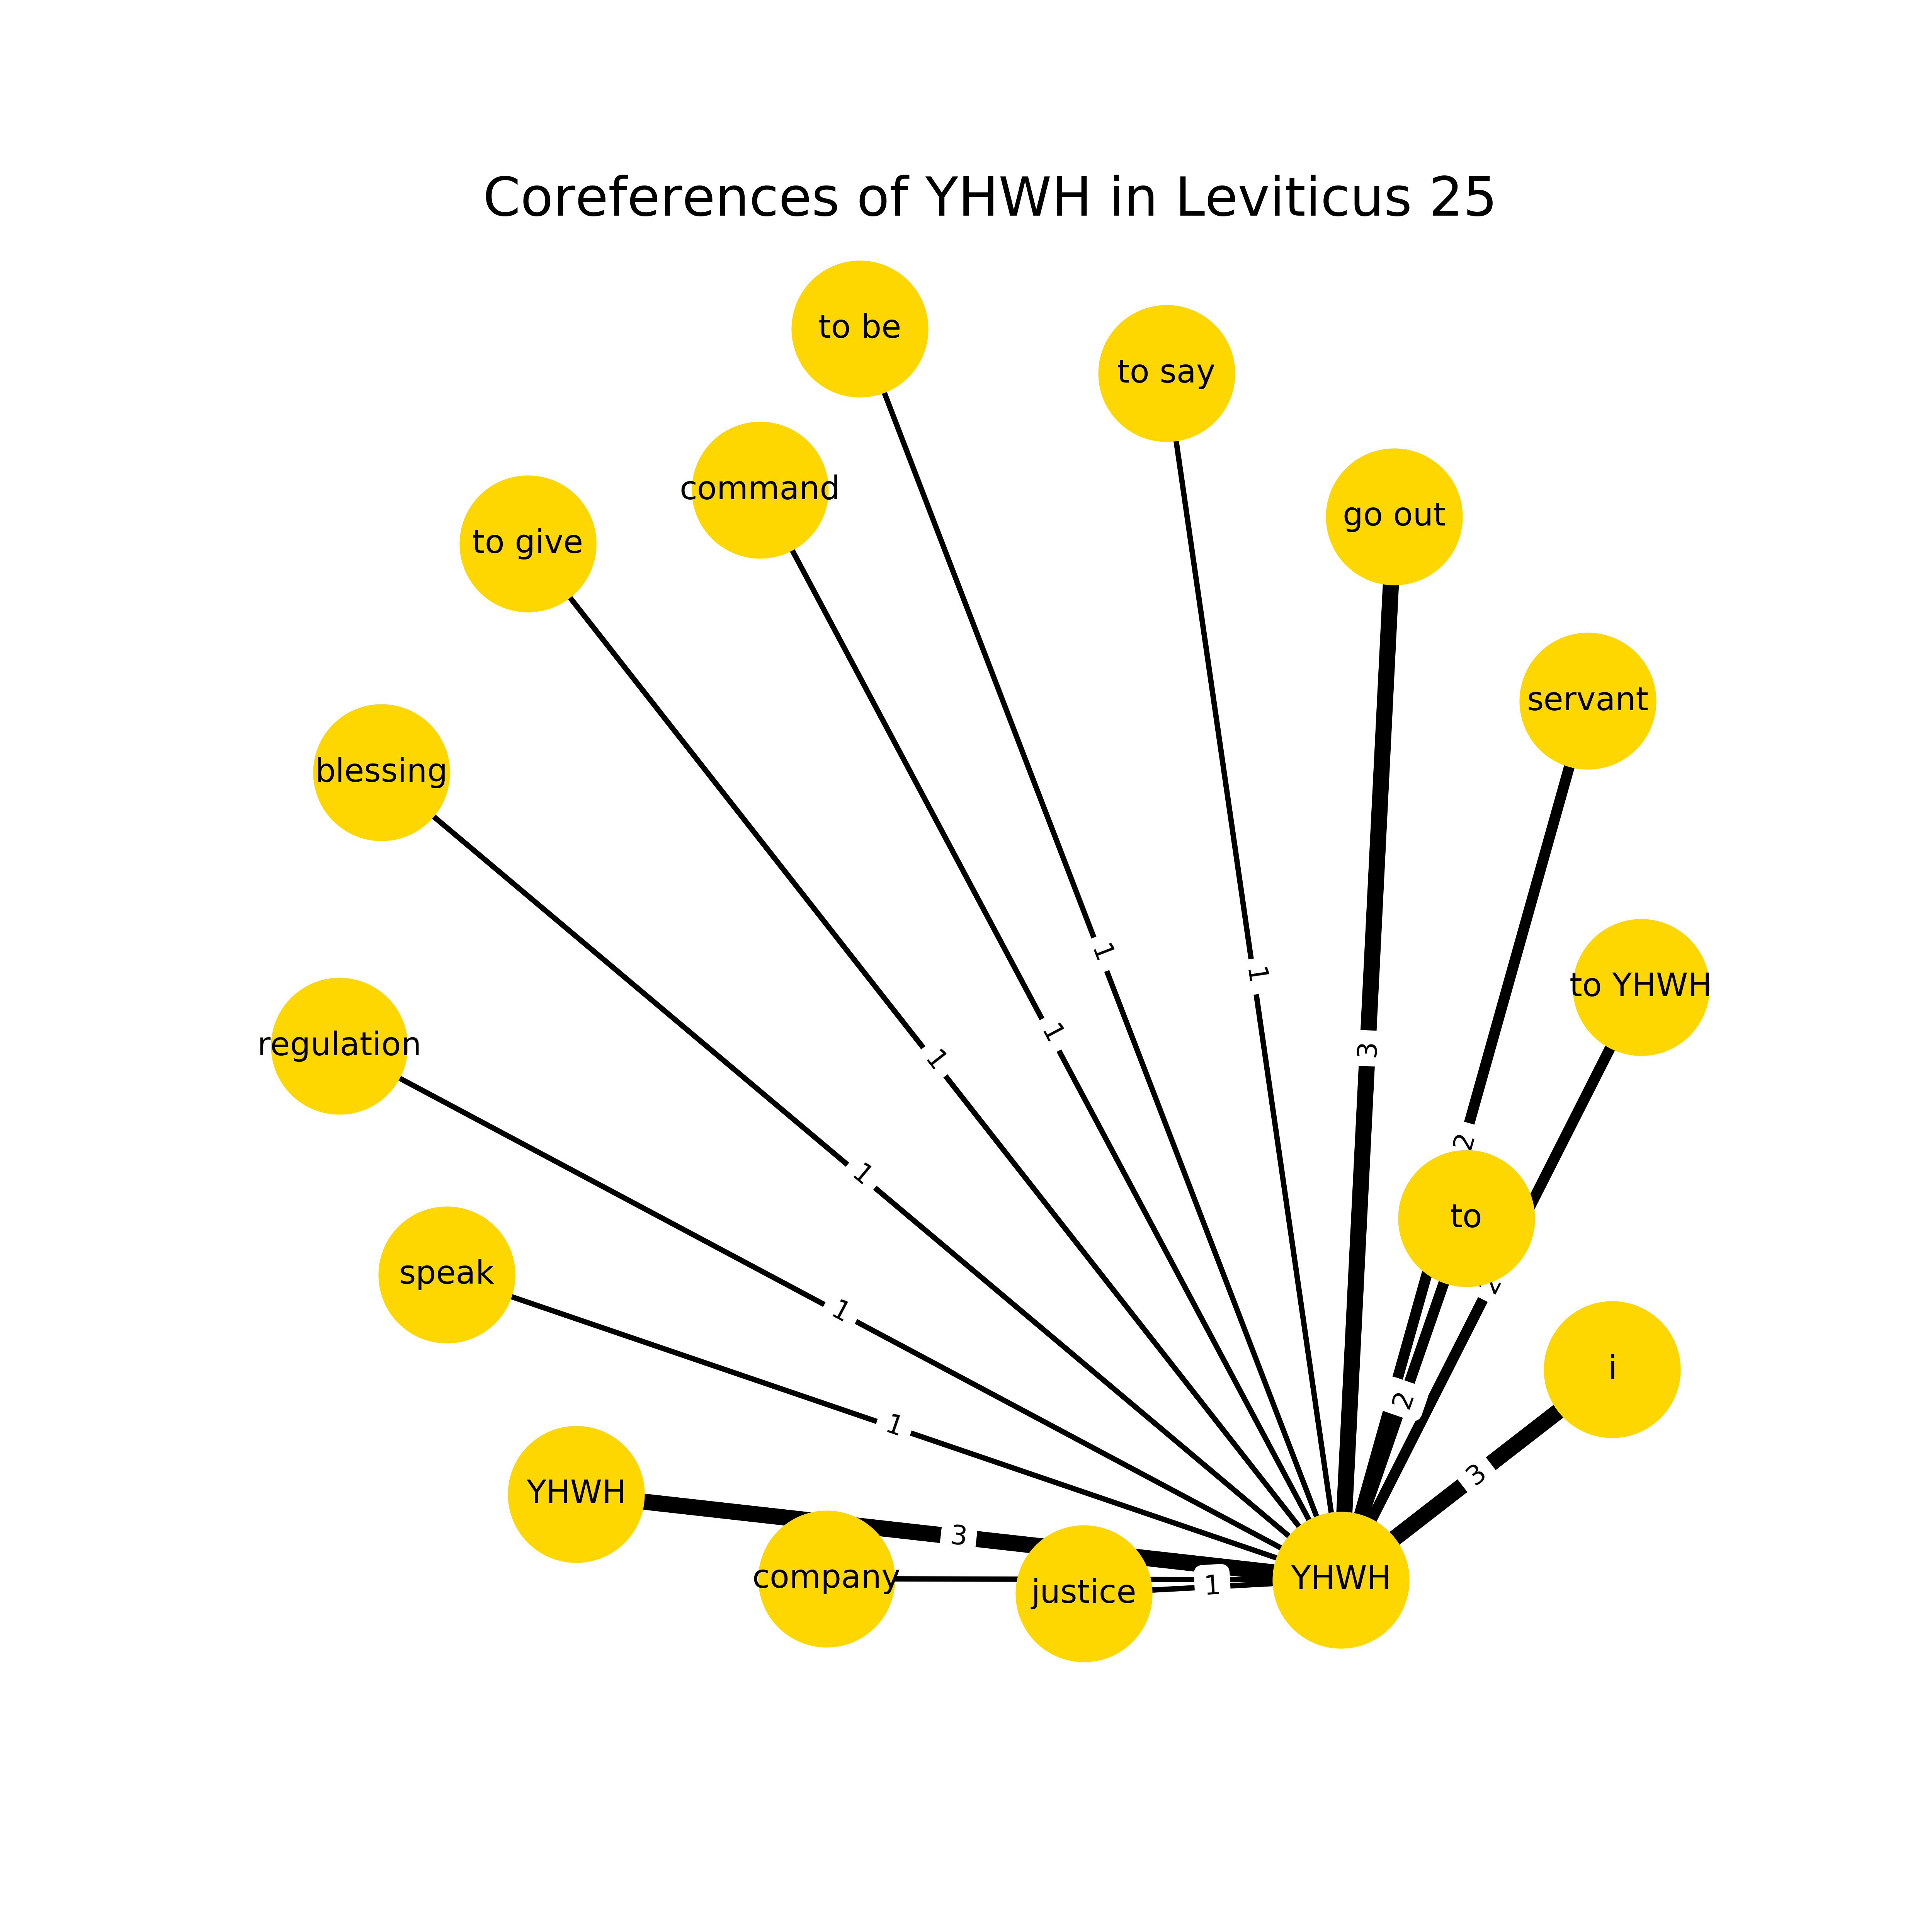 Coreferences of YHWH in Leviticus 25
to be
to say
command
go out
to give
servant
blessing
to YHWH
1
1
regulation
1
3
1
2
1
to
speak
1
i
2
1
3
YHWH
3
company
justice
1
YHWH